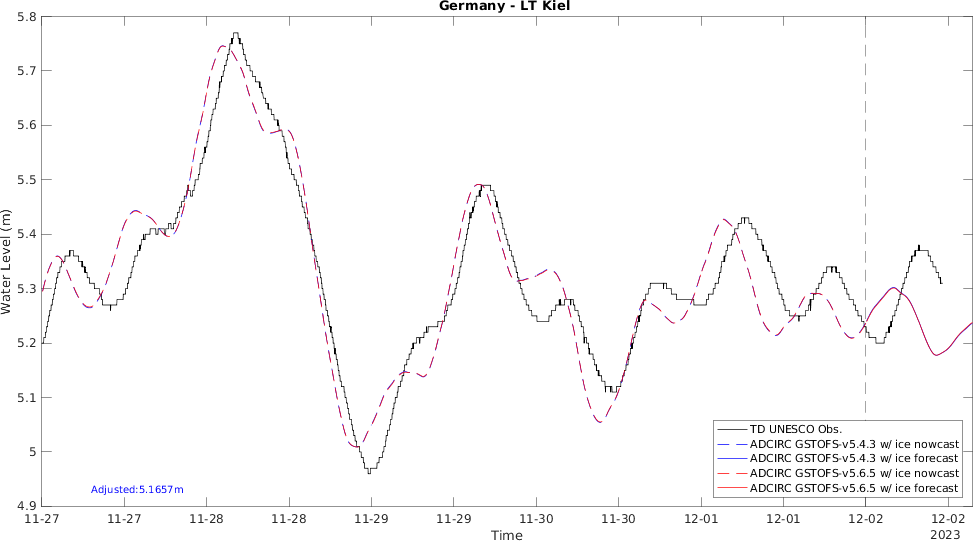 Germany - LT Kiel
5.8
5.7
5.6
5.5
5.4
5.3
5.2
5.1
5
4.9
Water Level (m)
Adjusted:5.1657m
TD UNESCO Obs.
ADCIRC GSTOFS-v5.4.3 w/ ice nowcast
ADCIRC GSTOFS-v5.4.3 w/ ice forecast
ADCIRC GSTOFS-v5.6.5 w/ ice nowcast
ADCIRC GSTOFS-v5.6.5 w/ ice forecast
11-27 11-27 11-28 11-28 11-29 11-29 11-30 11-30 12-01 12-01 12-02 12-02
2023
Time